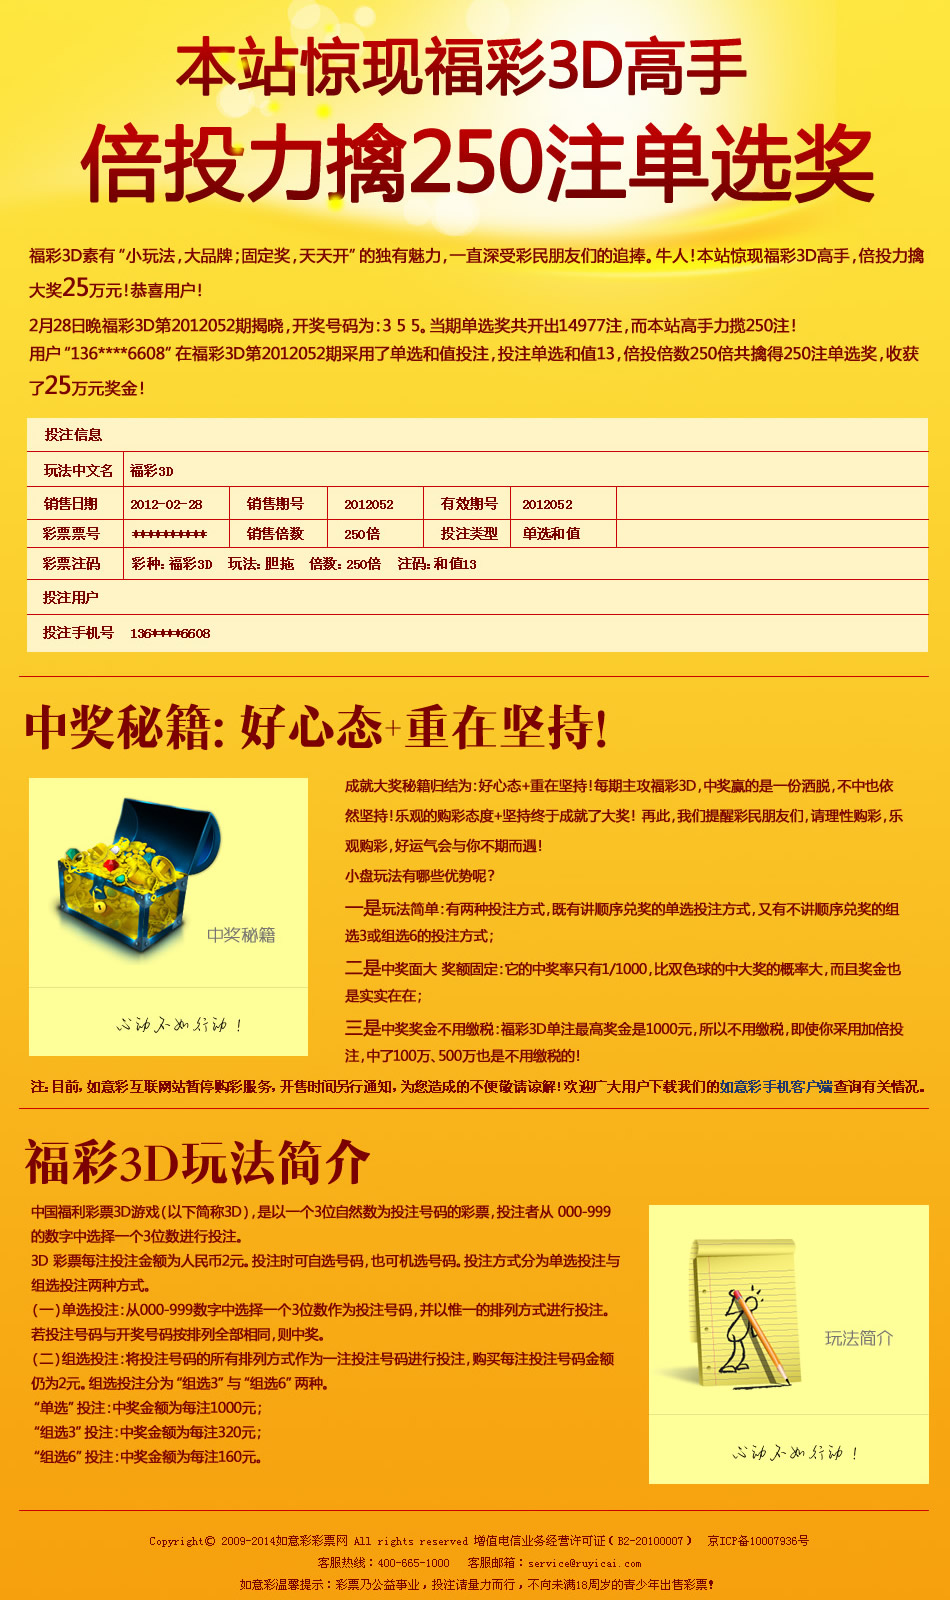 本站惊现福彩3D高手
倍投力擒250注单选奖
福彩3D素有“小玩法，大品牌；固定奖，天天开”的独有魅力，一直深受彩民朋友们的追捧。牛人！本站惊现福彩3D高手，倍投力擒
大奖25万元！恭喜用户！
2月28日晚福彩3D第2012052期揭晓，开奖号码为：3 5 5。当期单选奖共开出14977注，而本站高手力揽250注！
用户“136****6608”在福彩3D第2012052期采用了单选和值投注，投注单选和值13，倍投倍数250倍共擒得250注单选奖，收获
了25万元奖金！
投注信息
玩法中文名 福彩3D
销售日期 2012-02-28 销售期号 2012052 有效期号 2012052
彩票票号 ********** 销售倍数 250倍 投注类型 单选和值
彩票注码 彩种：福彩3D 玩法：胆拖 倍数：250倍 注码：和值13
投注用户
投注手机号 136****6608
中奖秘籍：好心态+重在坚持！
成就大奖秘籍归结为：好心态+重在坚持！每期主攻福彩3D，中奖赢的是一份洒脱，不中也依
然坚持！乐观的购彩态度+坚持终于成就了大奖！ 再此，我们提醒彩民朋友们，请理性购彩，乐
观购彩，好运气会与你不期而遇！
小盘玩法有哪些优势呢？
一是玩法简单：有两种投注方式，既有讲顺序兑奖的单选投注方式，又有不讲顺序兑奖的组
选3或组选6的投注方式；
二是中奖面大 奖额固定：它的中奖率只有1/1000，比双色球的中大奖的概率大，而且奖金也
是实实在在；
三是中奖奖金不用缴税：福彩3D单注最高奖金是1000元，所以不用缴税，即使你采用加倍投
注，中了100万、500万也是不用缴税的！
中奖秘籍
心动不如行动！
注：目前，如意彩互联网站暂停购彩服务，开售时间另行通知，为您造成的不便敬请谅解！欢迎广大用户下载我们的如意彩手机客户端查询有关情况。
福彩3D玩法简介
中国福利彩票3D游戏（以下简称3D），是以一个3位自然数为投注号码的彩票，投注者从 000-999
的数字中选择一个3位数进行投注。
3D 彩票每注投注金额为人民币2元。投注时可自选号码，也可机选号码。投注方式分为单选投注与
组选投注两种方式。
（一）单选投注：从000-999数字中选择一个3位数作为投注号码，并以惟一的排列方式进行投注。
若投注号码与开奖号码按排列全部相同，则中奖。
（二）组选投注：将投注号码的所有排列方式作为一注投注号码进行投注，购买每注投注号码金额
仍为2元。组选投注分为“组选3”与“组选6”两种。
“单选”投注：中奖金额为每注1000元；
“组选3”投注：中奖金额为每注320元；
“组选6”投注：中奖金额为每注160元。
玩法简介
心动不如行动！
Copyright© 2009-2014如意彩彩票网 All rights reserved 增值电信业务经营许可证（B2-20100007） 京ICP备10007936号
客服热线：400-665-1000 客服邮箱：service@ruyicai.com
如意彩温馨提示：彩票乃公益事业，投注请量力而行，不向未满18周岁的青少年出售彩票！